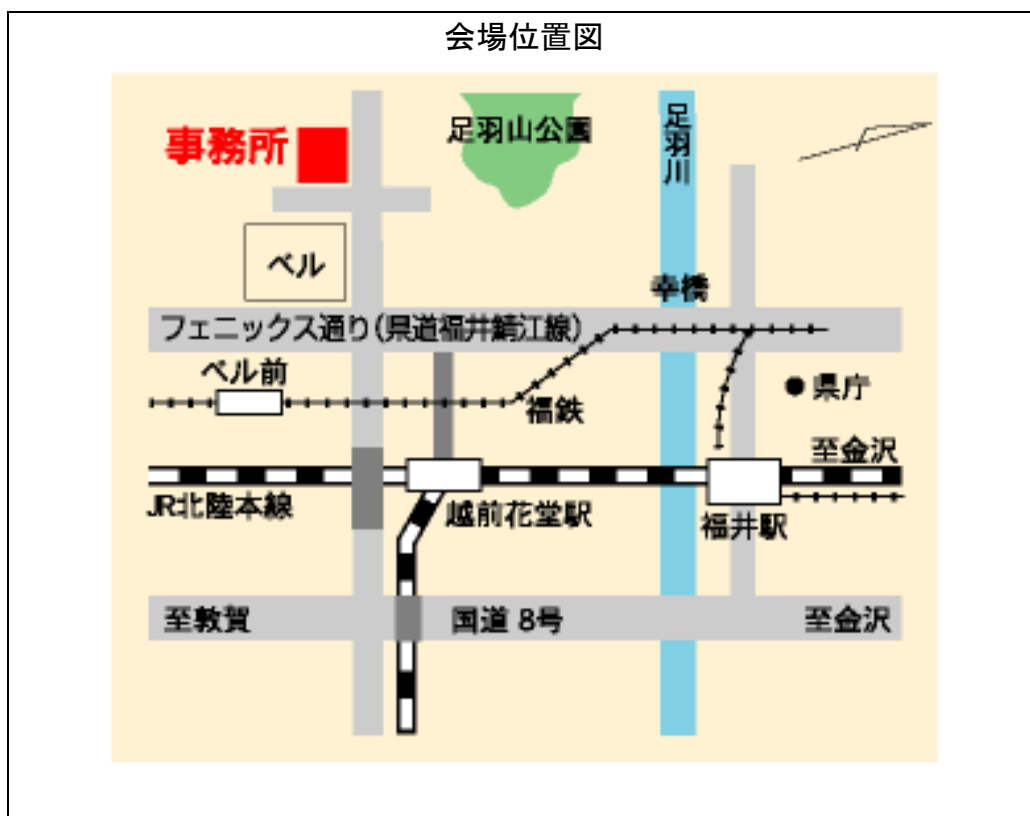 会場位置図
事務所
足羽山公園
足羽川
ベル
幸橋
フェニックス通り(県道福井鯖江線)
ベル前
福鉄
県庁
至金沢
JR北陸本線
越前花堂駅
福井駅
至敦賀
国道 8号
至金沢